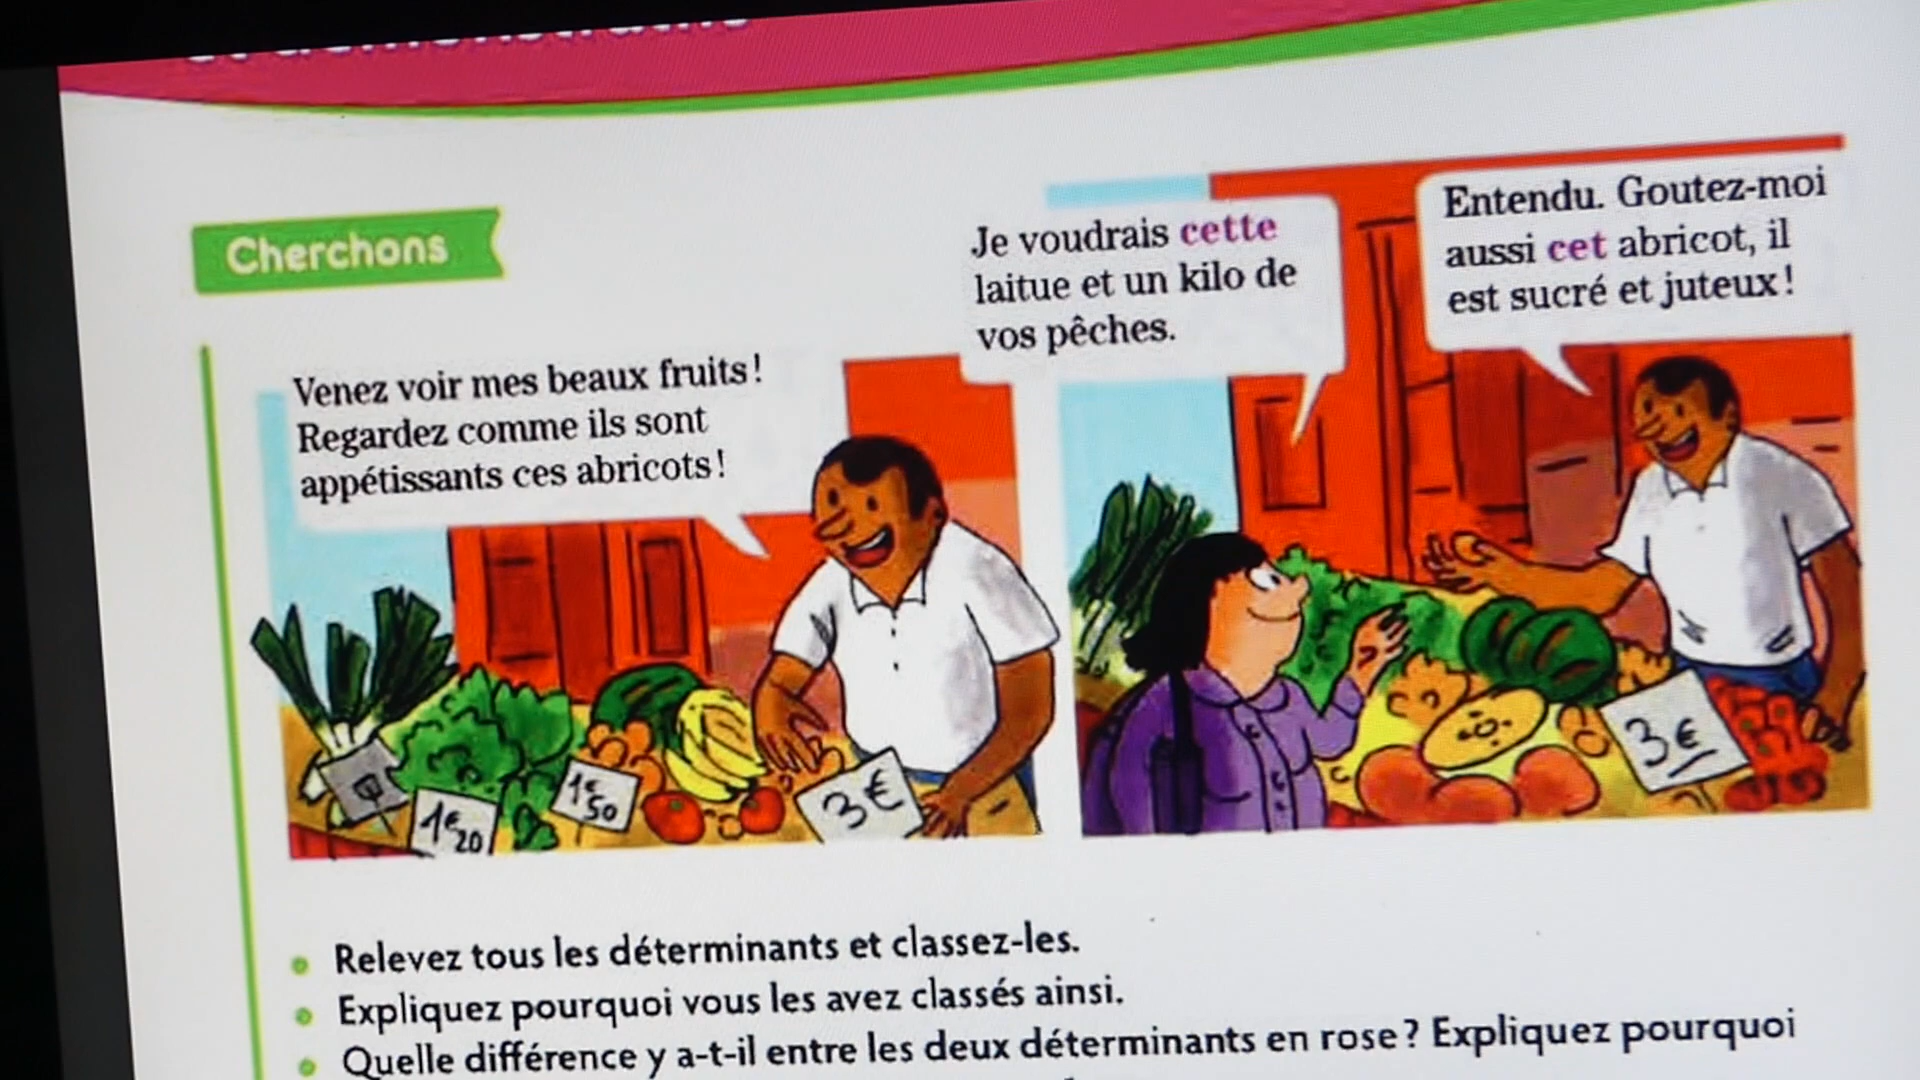 Cherchons
Venez voir mes beaux fruits !
Regardez comme ils sont
appétissants ces abricots !
Je voudrais cette
laitue et un kilo de
vos pêches.
Entendu. Goutez-moi
aussi cet abricot, il
est sucré et juteux !
1€20
1€50
3€
3€
Relevez tous les déterminants et classez-les.
Expliquez pourquoi vous les avez classés ainsi.
Quelle différence y a-t-il entre les deux déterminants en rose ? Expliquez pourquoi